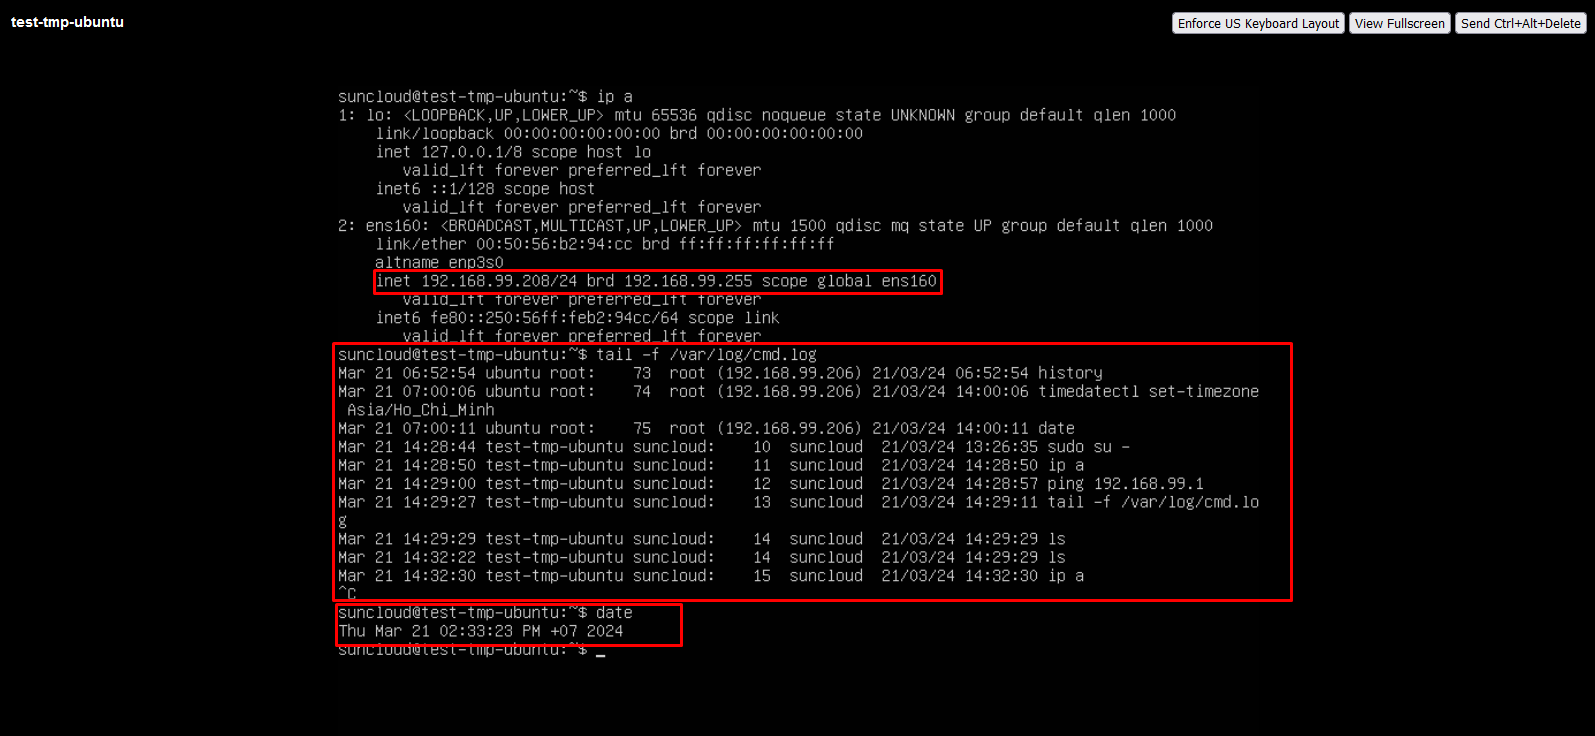 test-tmp-ubuntu
Enforce US Keyboard Layout View Fullscreen Send Ctrl+Alt+Delete
suncloud@test-tmp-ubuntu:~$ ip a
1: lo: <LOOPBACK,UP,LOWER_UP> mtu 65536 qdisc noqueue state UNKNOWN group default qlen 1000
link/loopback 00:00:00:00:00:00 brd 00:00:00:00:00:00
inet 127.0.0.1/8 scope host lo
valid_lft forever preferred_lft forever
inet6 ::1/128 scope host
valid_lft forever preferred_lft forever
2: ens160: <BROADCAST,MULTICAST,UP,LOWER_UP> mtu 1500 qdisc mq state UP group default qlen 1000
link/ether 00:50:56:b2:94:cc brd ff:ff:ff:ff:ff:ff
altname enp3s0
inet 192.168.99.208/24 brd 192.168.99.255 scope global ens160
valid_lft forever preferred_lft forever
inet6 fe80::250:56ff:feb2:94cc/64 scope link
valid_lft forever preferred_lft forever
suncloud@test-tmp-ubuntu:~$ tail -f /var/log/cmd.log
Mar 21 06:52:54 ubuntu root: 73 root (192.168.99.206) 21/03/24 06:52:54 history
Mar 21 07:00:06 ubuntu root: 74 root (192.168.99.206) 21/03/24 14:00:06 timedatectl set-timezone
Asia/Ho_Chi_Minh
Mar 21 07:00:11 ubuntu root: 75 root (192.168.99.206) 21/03/24 14:00:11 date
Mar 21 14:28:44 test-tmp-ubuntu suncloud: 10 suncloud 21/03/24 13:26:35 sudo su -
Mar 21 14:28:50 test-tmp-ubuntu suncloud: 11 suncloud 21/03/24 14:28:50 ip a
Mar 21 14:29:00 test-tmp-ubuntu suncloud: 12 suncloud 21/03/24 14:28:57 ping 192.168.99.1
Mar 21 14:29:27 test-tmp-ubuntu suncloud: 13 suncloud 21/03/24 14:29:11 tail -f /var/log/cmd.lo
g
Mar 21 14:29:29 test-tmp-ubuntu suncloud: 14 suncloud 21/03/24 14:29:29 ls
Mar 21 14:32:22 test-tmp-ubuntu suncloud: 14 suncloud 21/03/24 14:29:29 ls
Mar 21 14:32:30 test-tmp-ubuntu suncloud: 15 suncloud 21/03/24 14:32:30 ip a
^C
suncloud@test-tmp-ubuntu:~$ date
Thu Mar 21 02:33:23 PM +07 2024
suncloud@test-tmp-ubuntu:~$ _